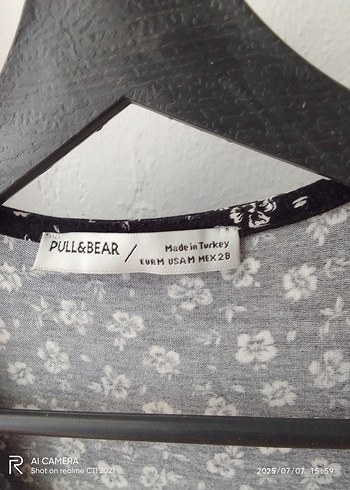 PULL&BEAR / Made in Turkey
EUR M USA M MEX 28
AI CAMERA
Shot on realme C11 2021
2025/07/07 15:59